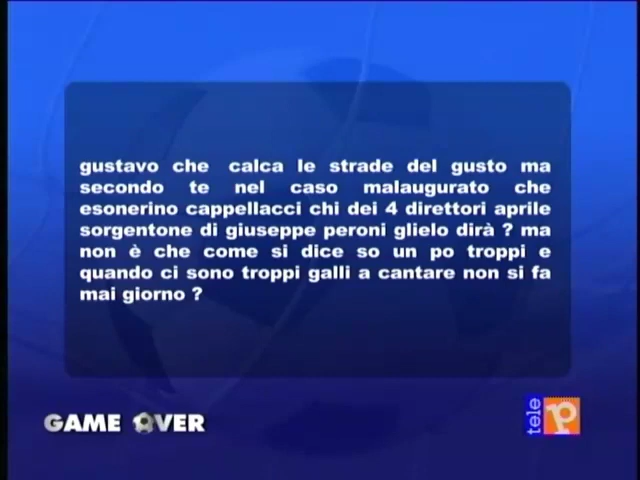 gustavo che calca le strade del gusto ma
secondo te nel caso malaugurato che
esonerino cappellacci chi dei 4 direttori aprile
sorgentone di giuseppe peroni glielo dirà ? ma
non è che come si dice so un po troppi e
quando ci sono troppi galli a cantare non si fa
mai giorno ?
GAME OVER
tele P